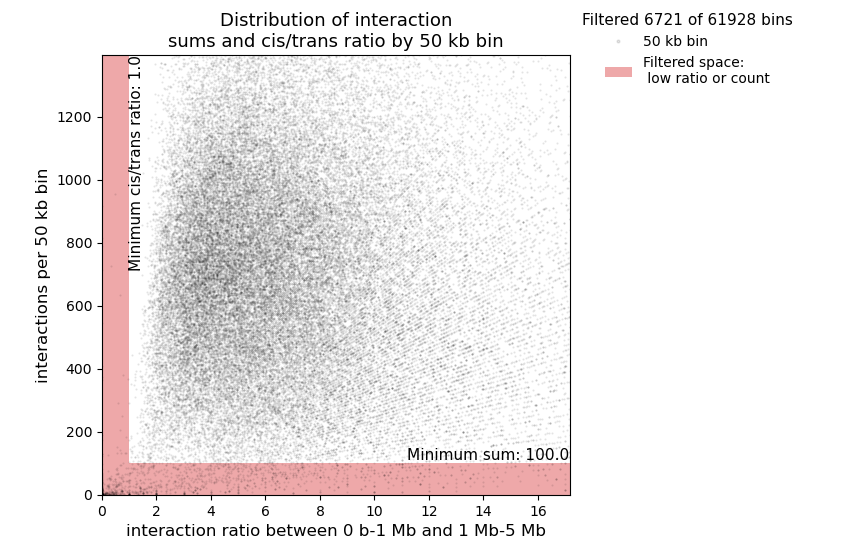 Distribution of interaction
sums and cis/trans ratio by 50 kb bin
Filtered 6721 of 61928 bins
50 kb bin
Filtered space:
low ratio or count
Minimum cis/trans ratio: 1.0
Minimum sum: 100.0
interactions per 50 kb bin
1200
1000
800
600
400
200
0
0 2 4 6 8 10 12 14 16
interaction ratio between 0 b-1 Mb and 1 Mb-5 Mb